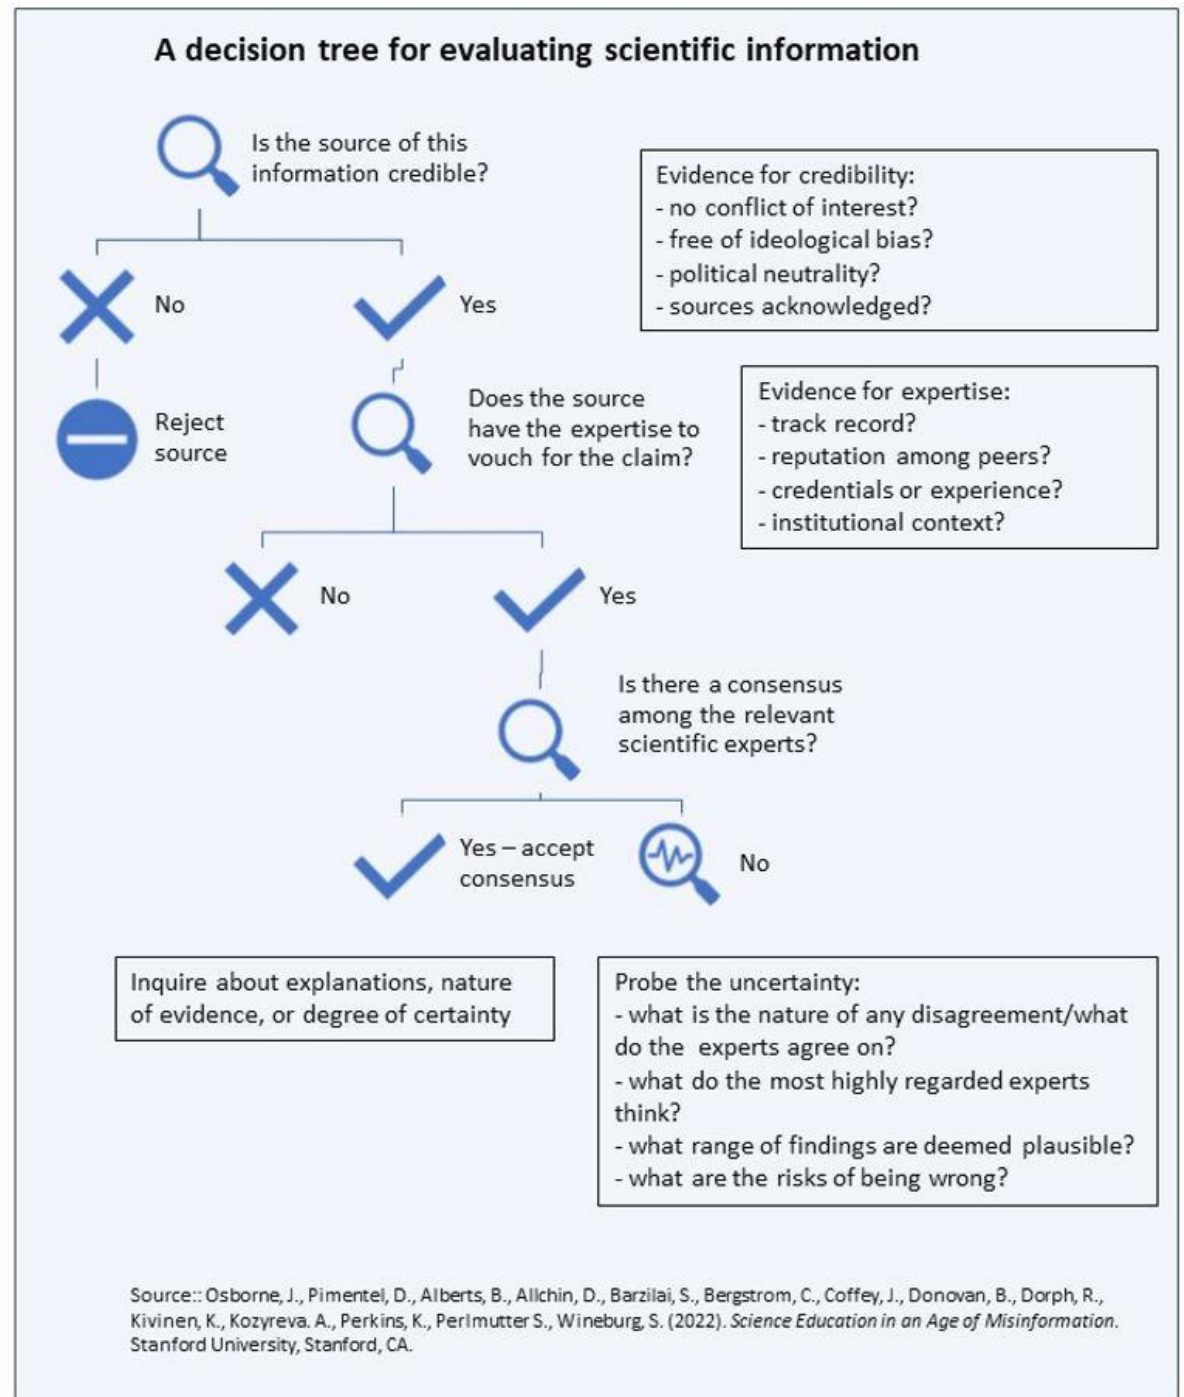 A decision tree for evaluating scientific information
Is the source of this
information credible?
Evidence for credibility:
- no conflict of interest?
- free of ideological bias?
- political neutrality?
- sources acknowledged?
No
Yes
Reject
source
Does the source
have the expertise to
vouch for the claim?
Evidence for expertise:
- track record?
- reputation among peers?
- credentials or experience?
- institutional context?
No
Yes
Is there a consensus
among the relevant
scientific experts?
Yes – accept
consensus
No
Inquire about explanations, nature
of evidence, or degree of certainty
Probe the uncertainty:
- what is the nature of any disagreement/what
do the experts agree on?
- what do the most highly regarded experts
think?
- what range of findings are deemed plausible?
- what are the risks of being wrong?
Source:: Osborne, J., Pimentel, D., Alberts, B., Allchin, D., Barzilai, S., Bergstrom, C., Coffey, J., Donovan, B., Dorph, R.,
Kivinen, K., Kozyreva. A., Perkins, K., Perlmutter S., Wineburg, S. (2022). Science Education in an Age of Misinformation.
Stanford University, Stanford, CA.